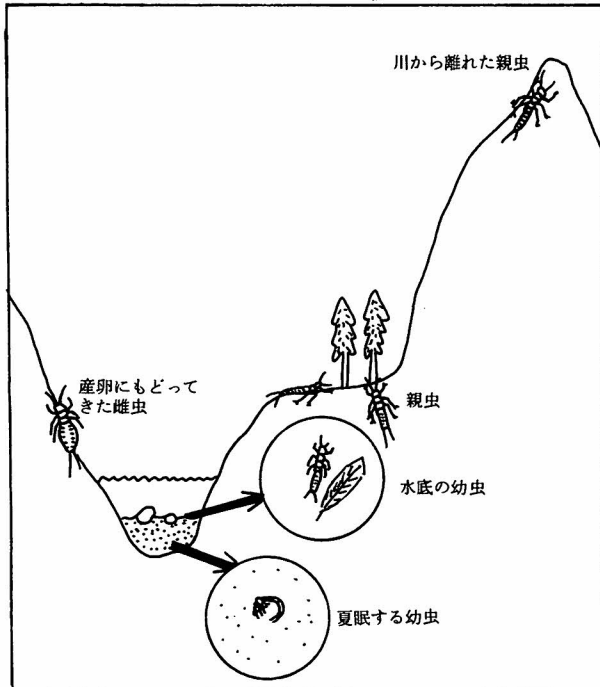 川から離れた親虫
産卵にもどって
きた雌虫
親虫
水底の幼虫
夏眠する幼虫